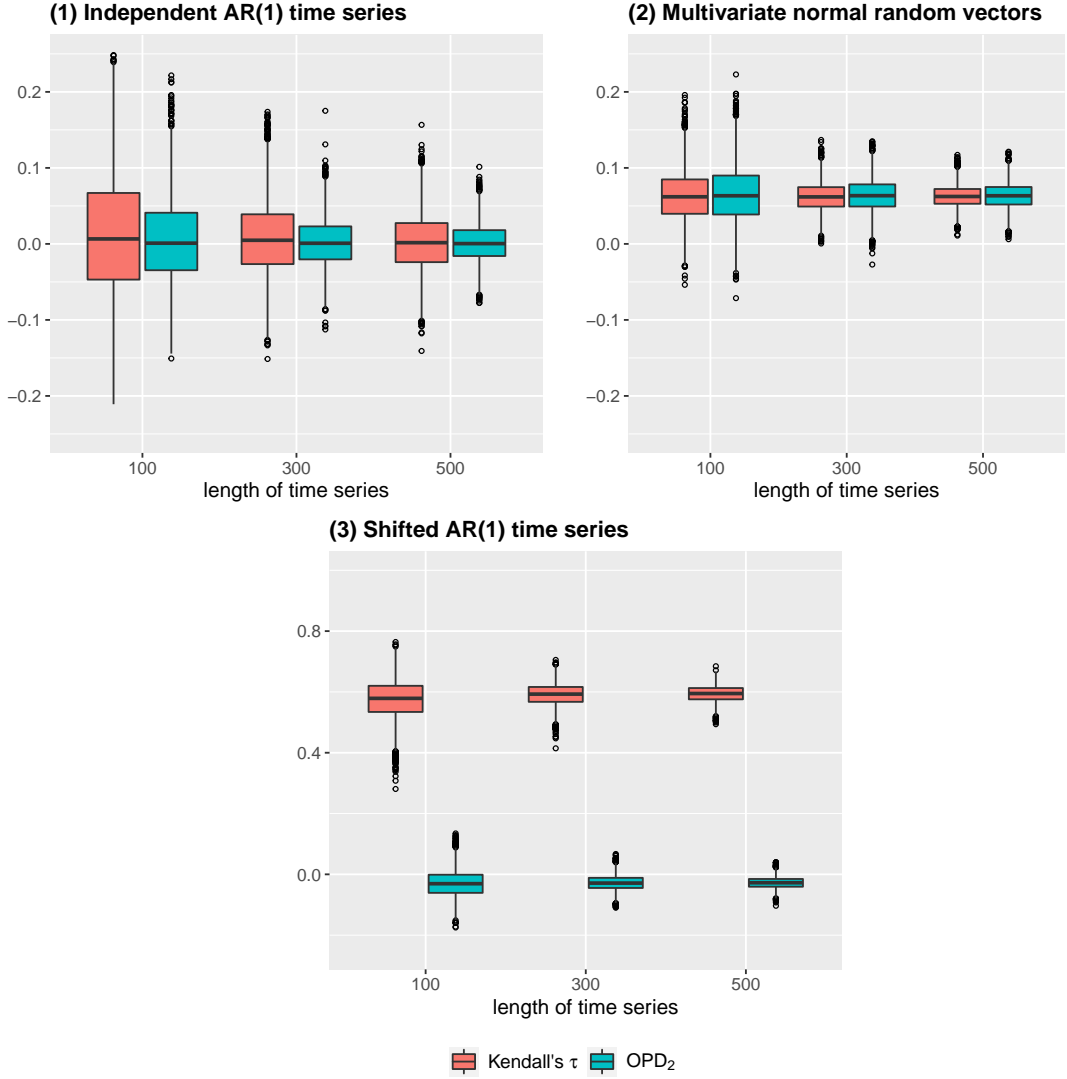 (1) Independent AR(1) time series
0.2
0.1
0.0
−0.1
−0.2
100 300 500
length of time series
(2) Multivariate normal random vectors
0.2
0.1
0.0
−0.1
−0.2
100 300 500
length of time series
(3) Shifted AR(1) time series
0.8
0.4
0.0
100 300 500
length of time series
Kendall's τ OPD₂